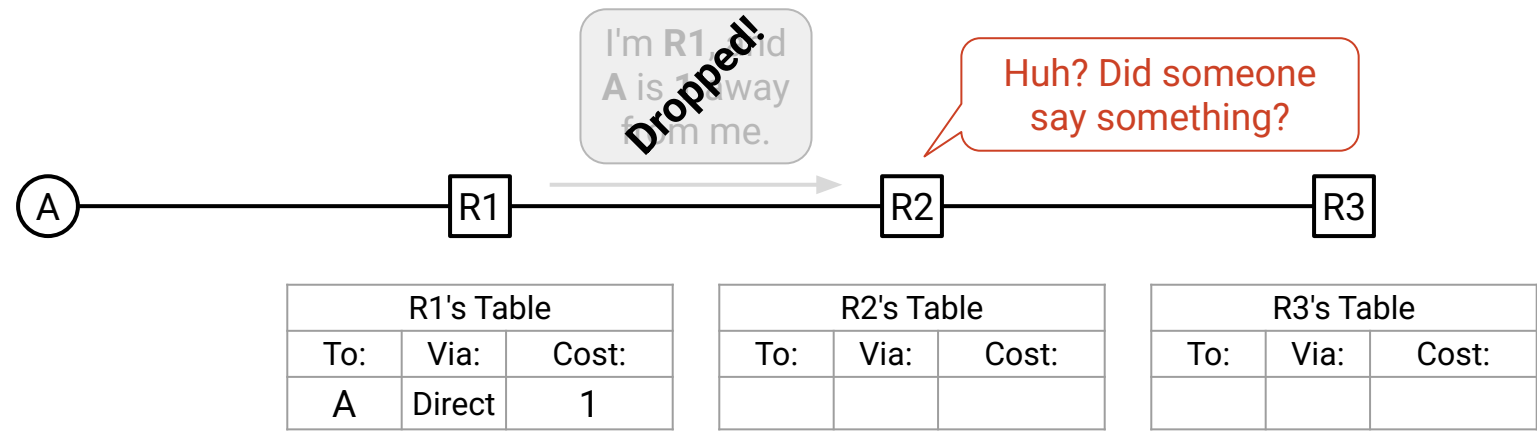 I'm R1, and
A is 1 away
from me.
Dropped!
Huh? Did someone
say something?
A
R1
R2
R3
R1's Table
To: Via: Cost:
A Direct 1
R2's Table
To: Via: Cost:
R3's Table
To: Via: Cost: